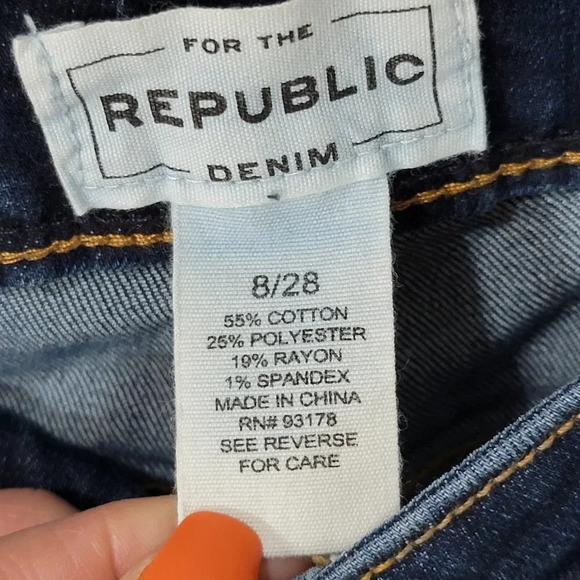 FOR THE
REPUBLIC
DENIM
8/28
55% COTTON
25% POLYESTER
19% RAYON
1% SPANDEX
MADE IN CHINA
RN# 93178
SEE REVERSE
FOR CARE